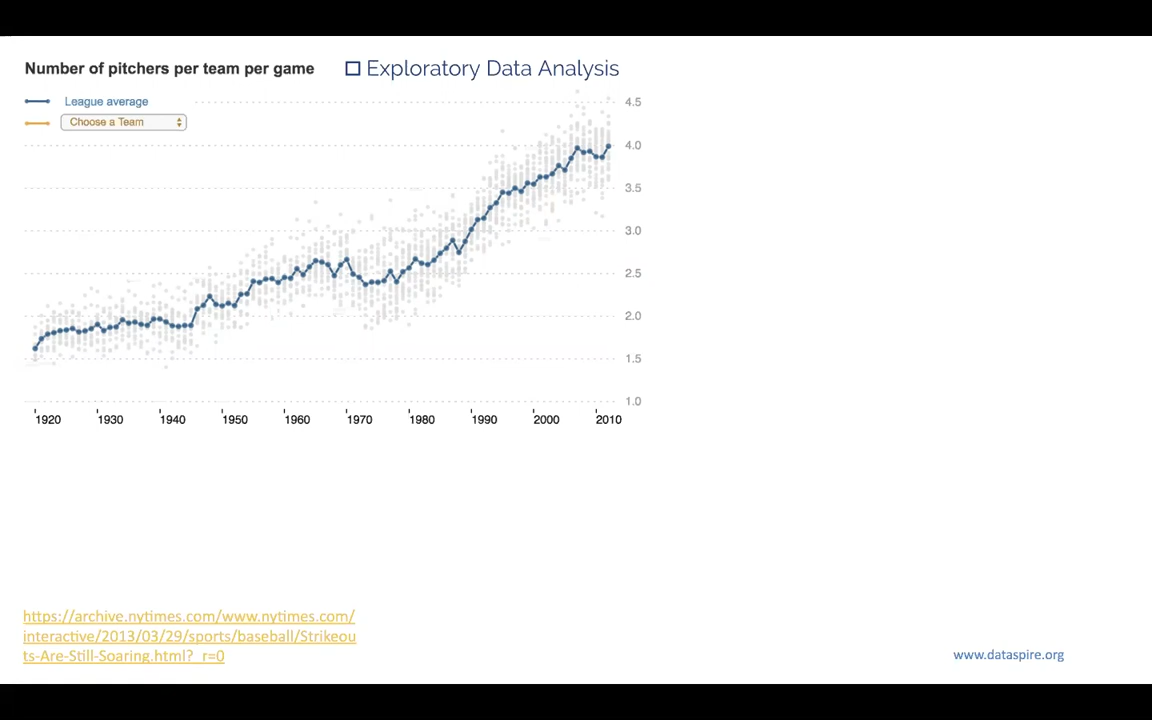 Number of pitchers per team per game
Exploratory Data Analysis
League average
Choose a Team
4.5
4.0
3.5
3.0
2.5
2.0
1.5
1.0
1920 1930 1940 1950 1960 1970 1980 1990 2000 2010
https://archive.nytimes.com/www.nytimes.com/
interactive/2013/03/29/sports/baseball/Strikeou
ts-Are-Still-Soaring.html?_r=0
www.dataspire.org